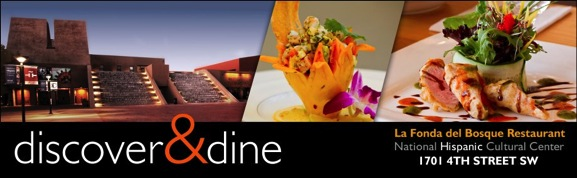 discover&dine
La Fonda del Bosque Restaurant
National Hispanic Cultural Center
1701 4TH STREET SW